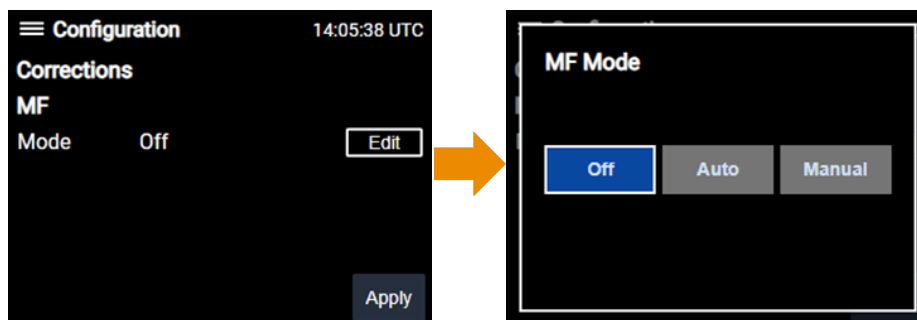 Configuration 14:05:38 UTC
Corrections
MF
Mode Off Edit
Apply
MF Mode
Off Auto Manual